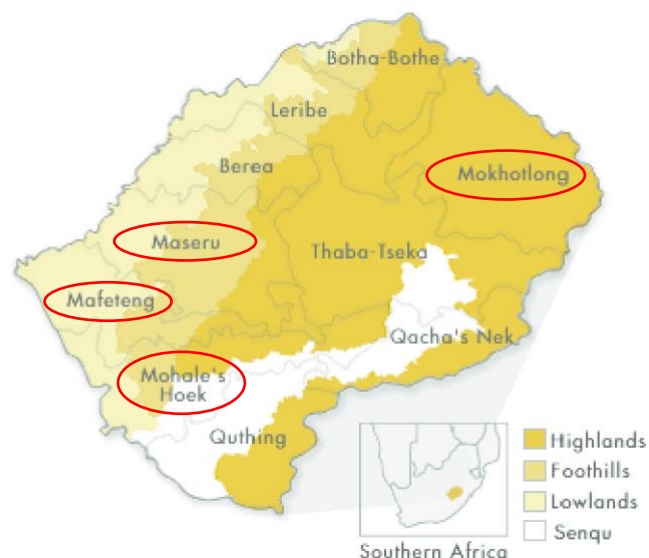 Botha-Bothe
Leribe
Berea
Mokhotlong
Maseru
Thaba-Tseka
Mafeteng
Qacha's Nek
Mohale's
Hoek
Quthing
Highlands
Foothills
Lowlands
Senqu
Southern Africa